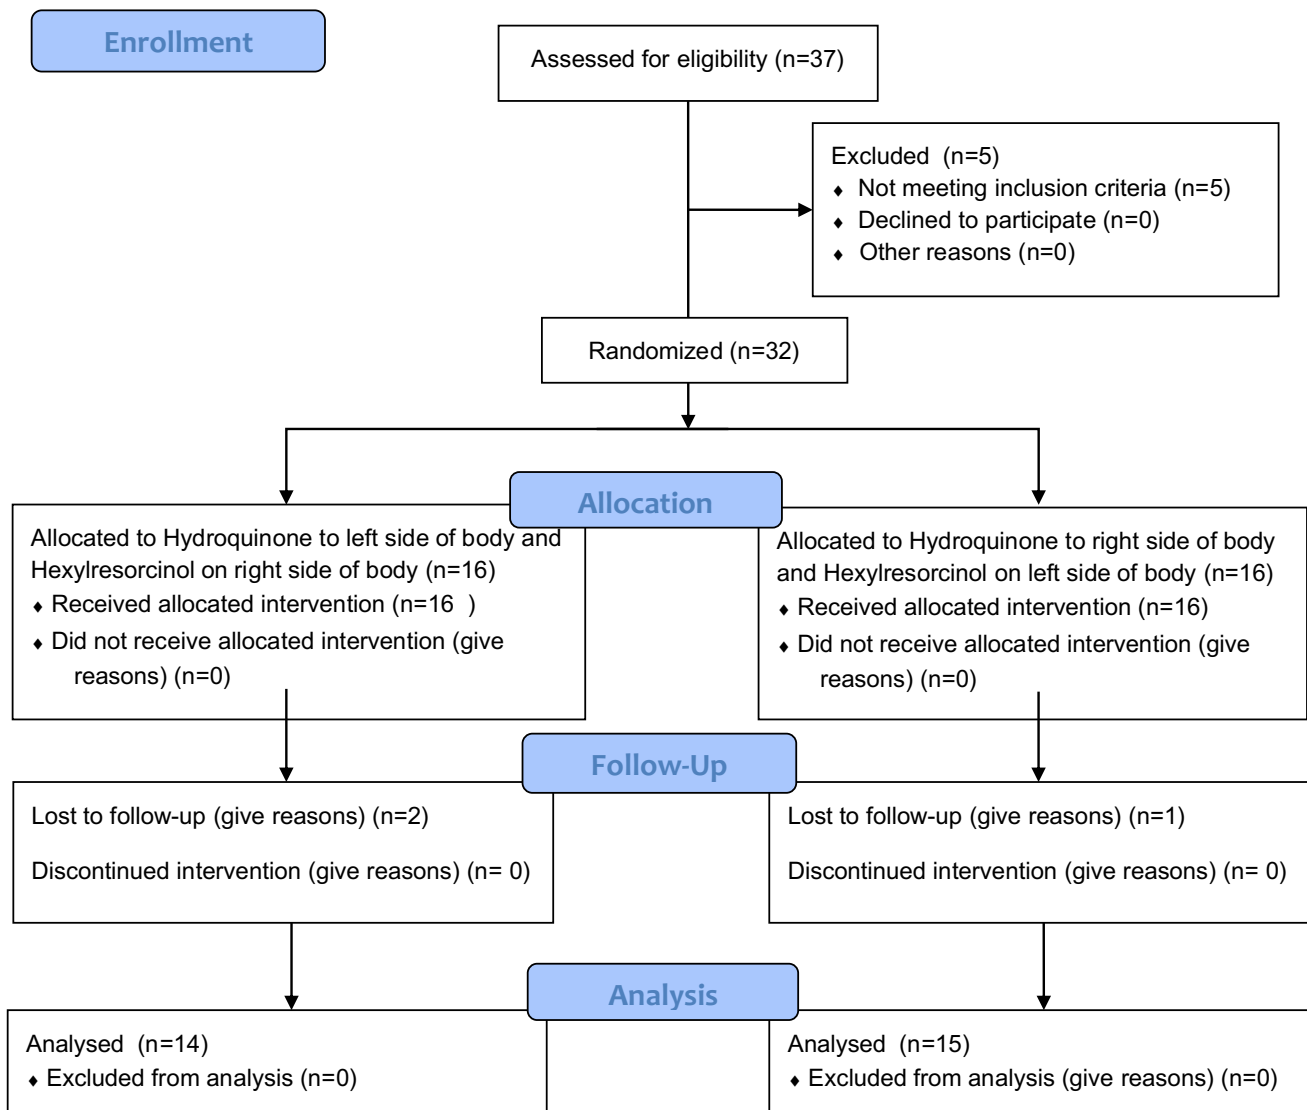 Enrollment
Assessed for eligibility (n=37)
Excluded (n=5)
♦ Not meeting inclusion criteria (n=5)
♦ Declined to participate (n=0)
♦ Other reasons (n=0)
Randomized (n=32)
Allocation
Allocated to Hydroquinone to left side of body and
Hexylresorcinol on right side of body (n=16)
♦ Received allocated intervention (n=16 )
♦ Did not receive allocated intervention (give
reasons) (n=0)
Allocated to Hydroquinone to right side of body
and Hexylresorcinol on left side of body (n=16)
♦ Received allocated intervention (n=16)
♦ Did not receive allocated intervention (give
reasons) (n=0)
Follow-Up
Lost to follow-up (give reasons) (n=2)
Discontinued intervention (give reasons) (n= 0)
Lost to follow-up (give reasons) (n=1)
Discontinued intervention (give reasons) (n= 0)
Analysis
Analysed (n=14)
♦ Excluded from analysis (n=0)
Analysed (n=15)
♦ Excluded from analysis (give reasons) (n=0)